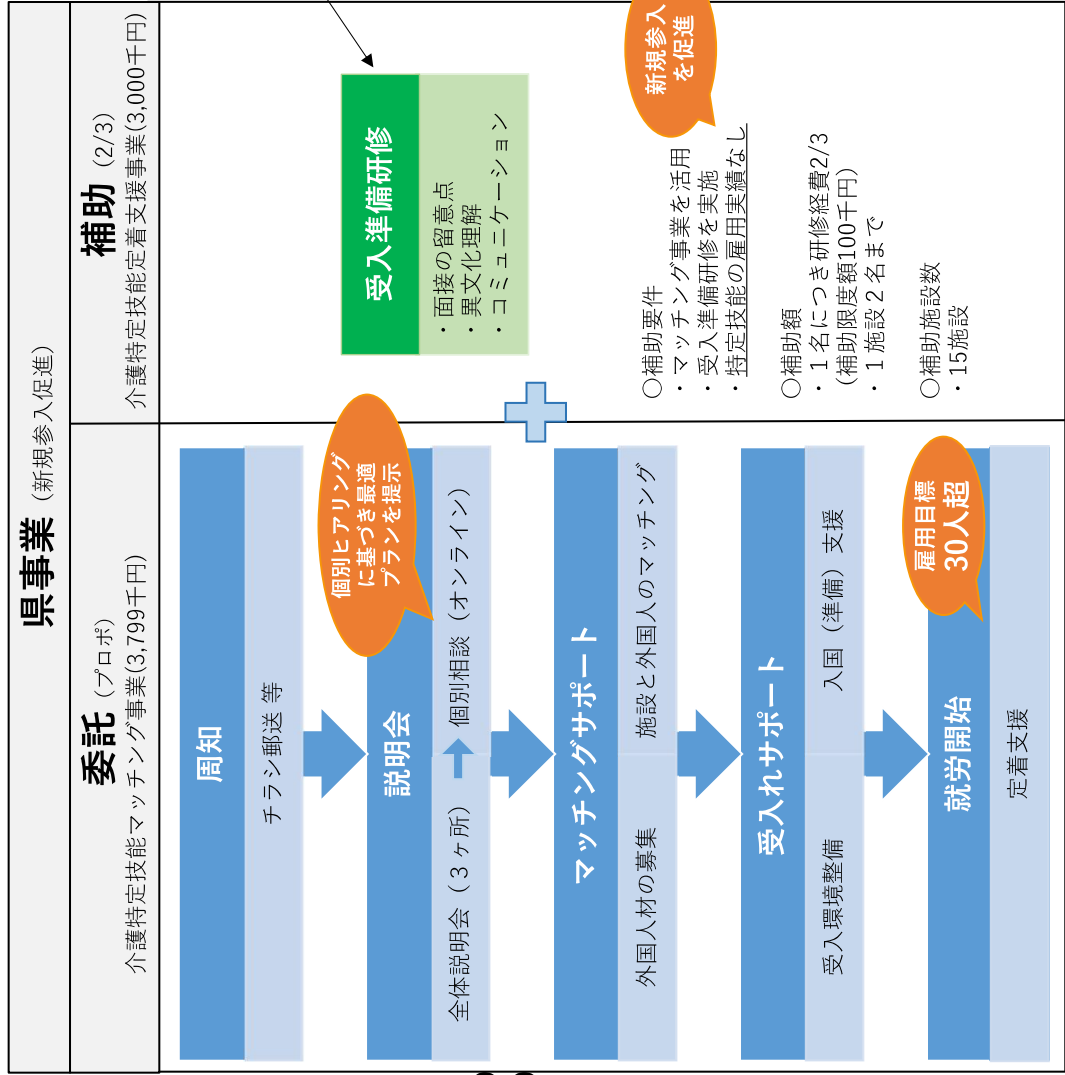 県事業（新規参入促進）
委託（プロポ）
介護特定技能マッチング事業(3,799千円)
補助（2/3）
介護特定技能定着支援事業(3,000千円)
周知
チラシ郵送 等
個別ヒアリング
に基づき最適
プランを提示
説明会
全体説明会（３ヶ所）
個別相談（オンライン）
マッチングサポート
外国人材の募集
施設と外国人のマッチング
受入れサポート
受入環境整備
入国（準備）支援
雇用目標
30人超
就労開始
定着支援
受入準備研修
・面接の留意点
・異文化理解
・コミュニケーション
新規参入
を促進
〇補助要件
・マッチング事業を活用
・受入準備研修を実施
・特定技能の雇用実績なし
〇補助額
・１名につき研修経費2/3
（補助限度額100千円）
・１施設２名まで
〇補助施設数
・15施設